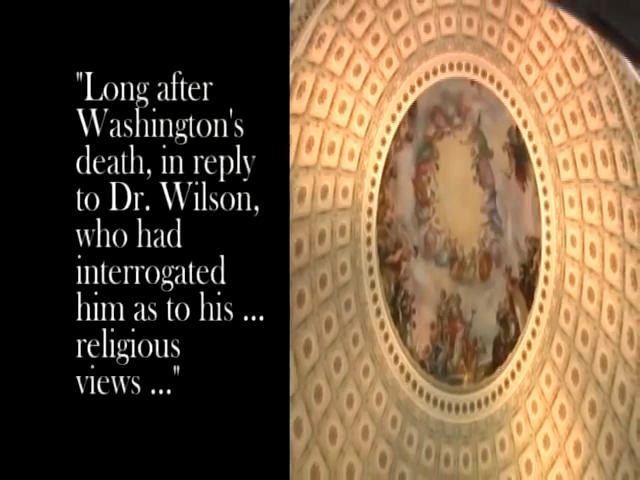 "Long after
Washington's
death, in reply
to Dr. Wilson,
who had
interrogated
him as to his ...
religious
views ..."